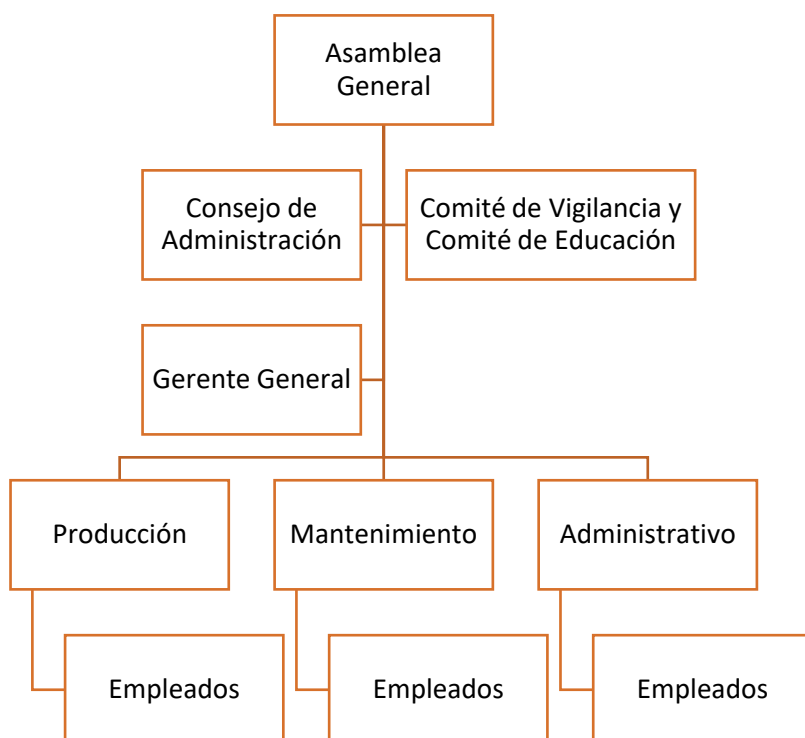 Asamblea
General
Consejo de
Administración
Comité de Vigilancia y
Comité de Educación
Gerente General
Producción
Mantenimiento
Administrativo
Empleados
Empleados
Empleados